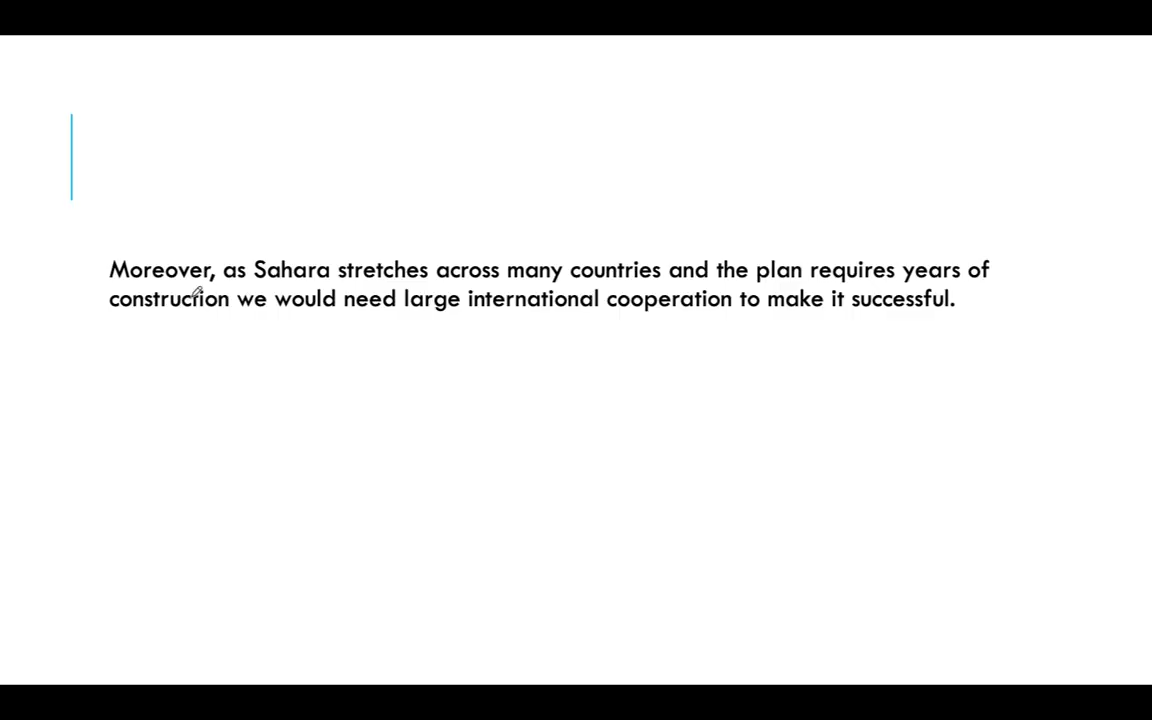 Moreover, as Sahara stretches across many countries and the plan requires years of
construction we would need large international cooperation to make it successful.